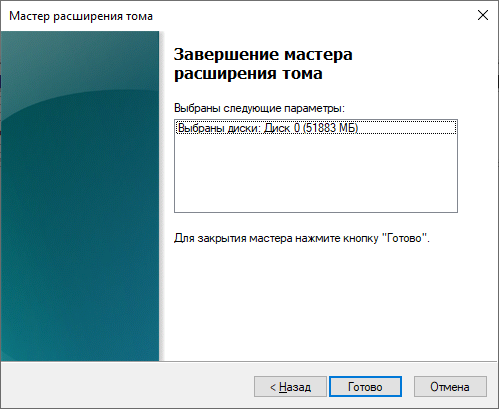 Мастер расширения тома
Завершение мастера
расширения тома
Выбраны следующие параметры:
Выбраны диски: Диск 0 (51883 МБ)
Для закрытия мастера нажмите кнопку "Готово".
< Назад
Готово
Отмена